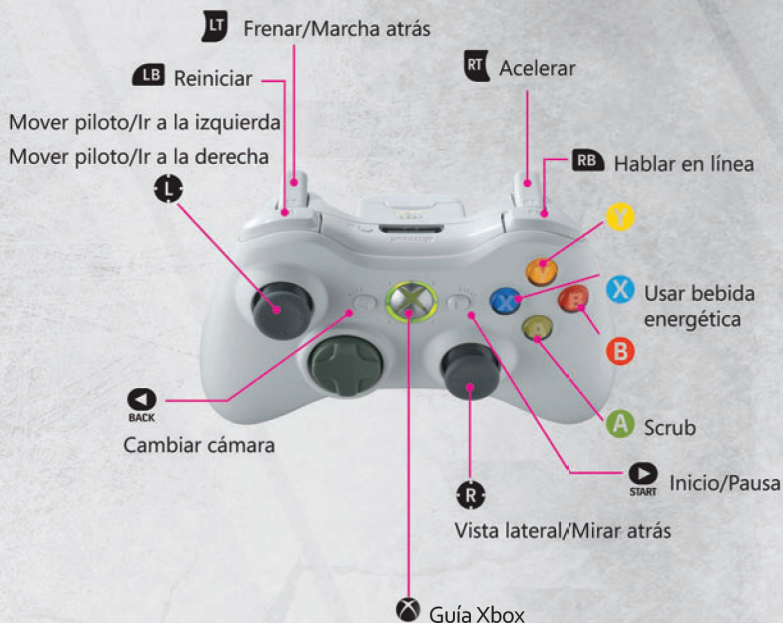 LT Frenar/Marcha atrás
LB Reiniciar
RT Acelerar
Mover piloto/Ir a la izquierda
Mover piloto/Ir a la derecha
L
RB Hablar en línea
Y
X Usar bebida
energética
B
A Scrub
BACK
Cambiar cámara
START Inicio/Pausa
R
Vista lateral/Mirar atrás
Guía Xbox
Microsoft
Y
X
B
A